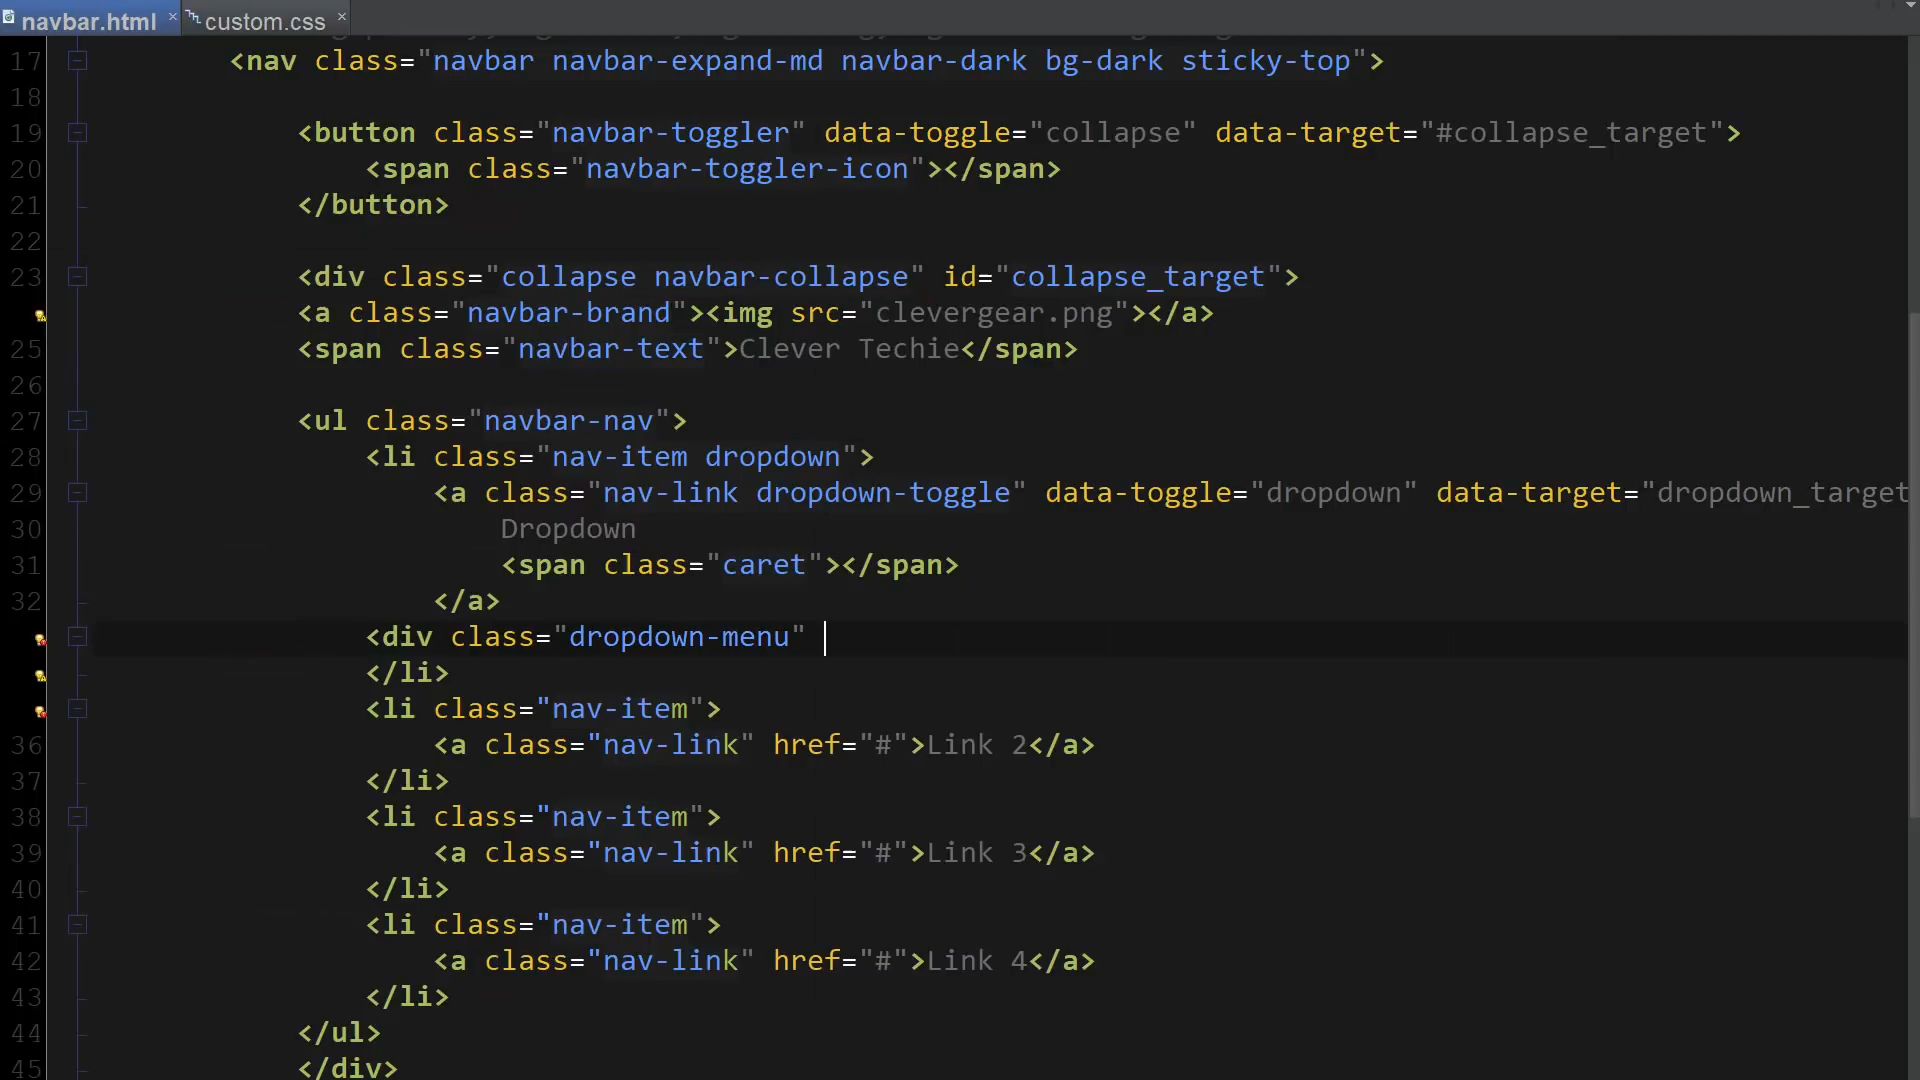 navbar.html × custom.css ×
17 <nav class="navbar navbar-expand-md navbar-dark bg-dark sticky-top">
18
19 <button class="navbar-toggler" data-toggle="collapse" data-target="#collapse_target">
20 <span class="navbar-toggler-icon"></span>
21 </button>
22
23 <div class="collapse navbar-collapse" id="collapse_target">
<a class="navbar-brand"><img src="clevergear.png"></a>
25 <span class="navbar-text">Clever Techie</span>
26
27 <ul class="navbar-nav">
28 <li class="nav-item dropdown">
29 <a class="nav-link dropdown-toggle" data-toggle="dropdown" data-target="dropdown_target
30 Dropdown
31 <span class="caret"></span>
32 </a>
<div class="dropdown-menu"
</li>
<li class="nav-item">
36 <a class="nav-link" href="#">Link 2</a>
37 </li>
38 <li class="nav-item">
39 <a class="nav-link" href="#">Link 3</a>
40 </li>
41 <li class="nav-item">
42 <a class="nav-link" href="#">Link 4</a>
43 </li>
44 </ul>
45 </div>